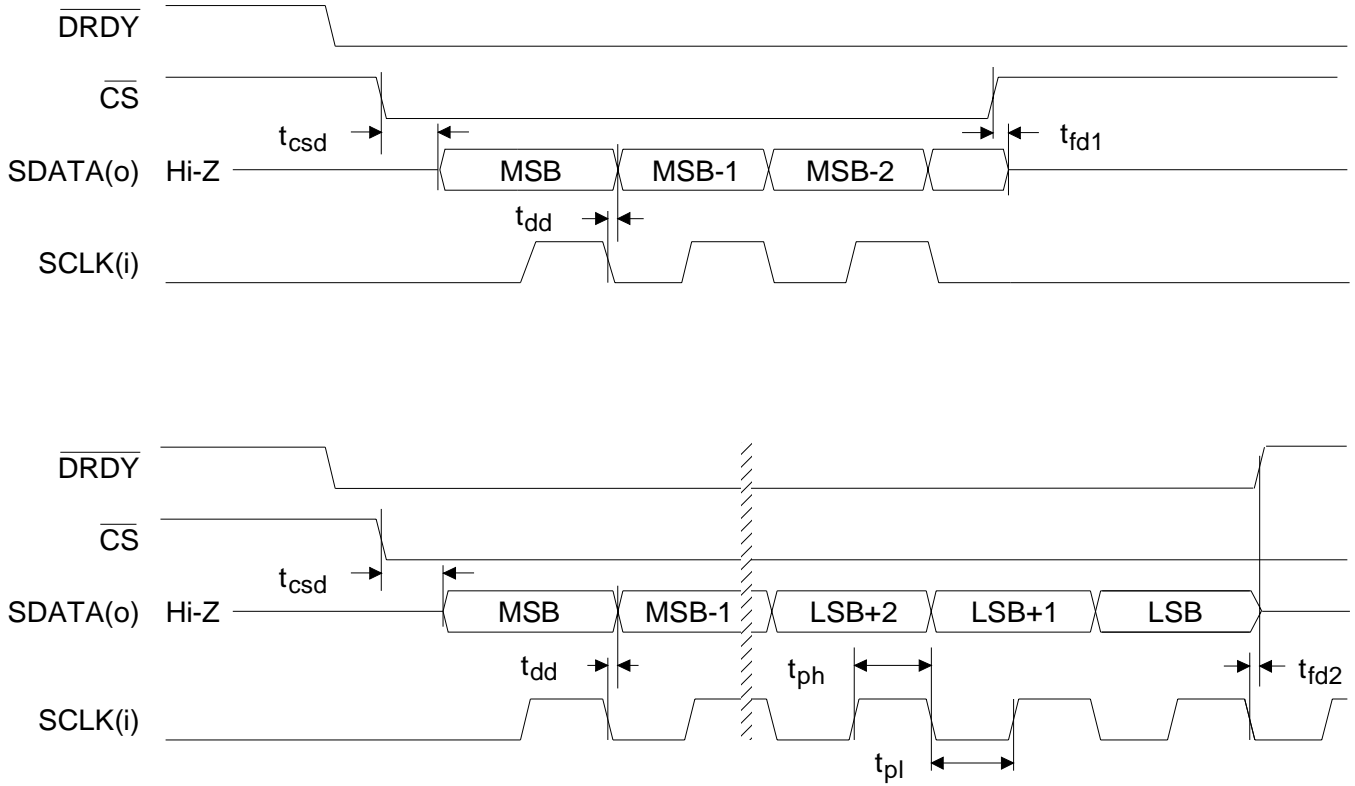 DRDY
CS
t_csd
t_fd1
SDATA(o) Hi-Z MSB MSB-1 MSB-2
t_dd
SCLK(i)
DRDY
CS
t_csd
SDATA(o) Hi-Z MSB MSB-1 LSB+2 LSB+1 LSB
t_dd t_ph t_fd2
SCLK(i)
t_pl